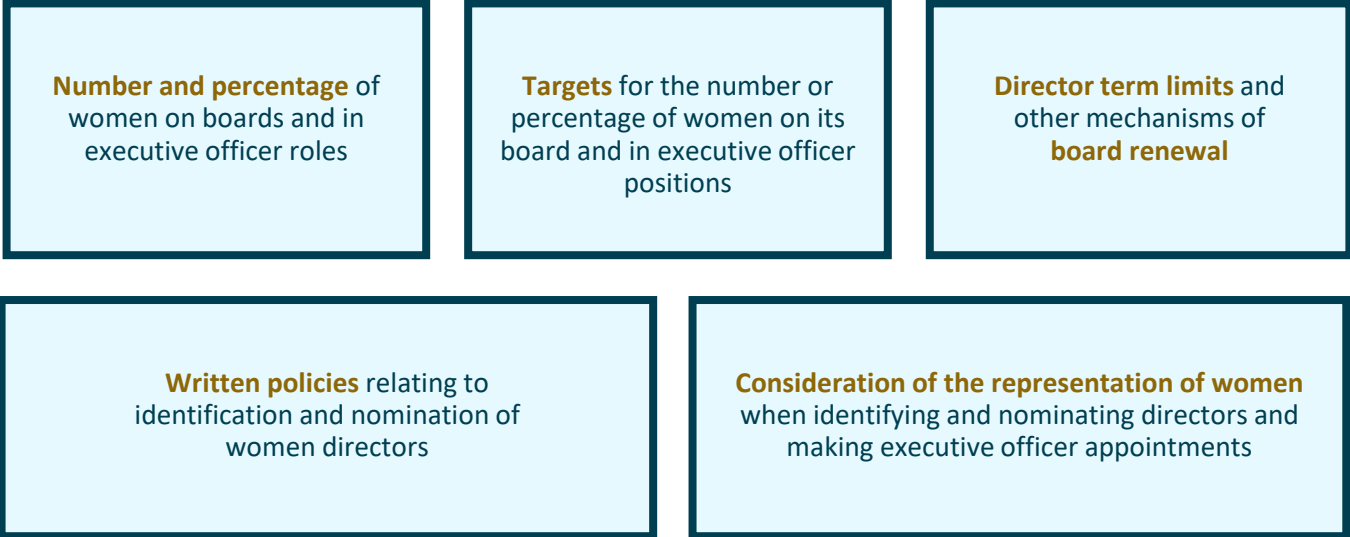 Number and percentage of
women on boards and in
executive officer roles
Targets for the number or
percentage of women on its
board and in executive officer
positions
Director term limits and
other mechanisms of
board renewal
Written policies relating to
identification and nomination of
women directors
Consideration of the representation of women
when identifying and nominating directors and
making executive officer appointments